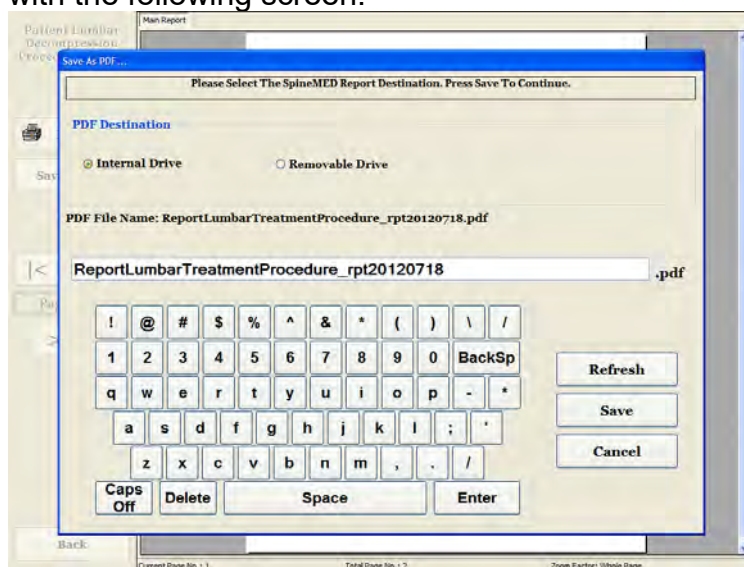 with the following screen.
Main Report
Patient Lumbar
Decompression
Save As PDF...
Please Select The SpineMED Report Destination. Press Save To Continue.
PDF Destination
Internal Drive
Removable Drive
PDF File Name: ReportLumbarTreatmentProcedure_rpt20120718.pdf
ReportLumbarTreatmentProcedure_rpt20120718 .pdf
! @ # $ % ^ & * ( ) \ /
1 2 3 4 5 6 7 8 9 0 BackSp
q w e r t y u i o p - *
a s d f g h j k l ; '
z x c v b n m , . /
Caps Off Delete Space Enter
Refresh
Save
Cancel
|<
Back
Current Page No.: 1 Total Page No.: 2 Zoom Factor: Whole Page